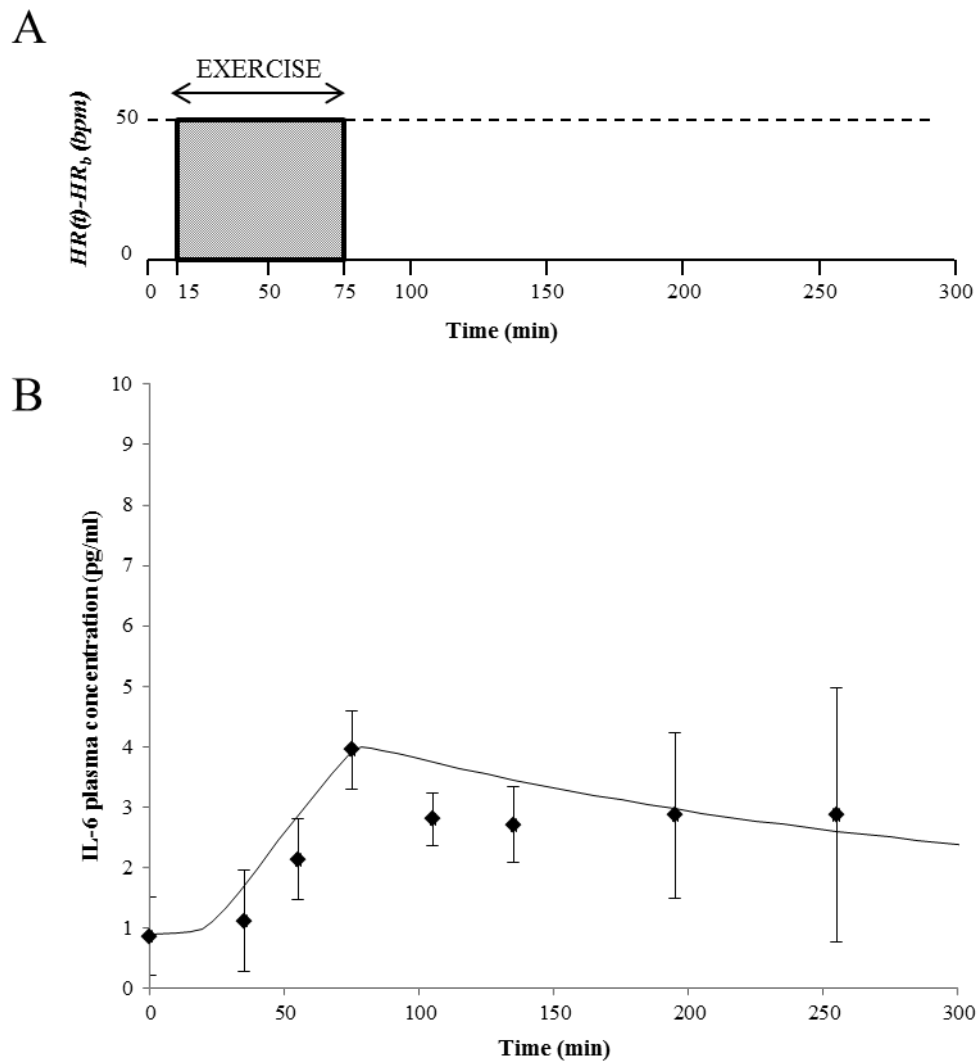 A
EXERCISE
50
HR(t)-HR_b (bpm)
0
0 15 50 75 100 150 200 250 300
Time (min)
B
10
9
8
7
6
5
4
3
2
1
0
IL-6 plasma concentration (pg/ml)
0 50 100 150 200 250 300
Time (min)